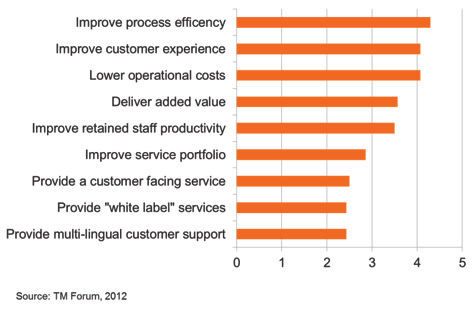 Improve process efficency
Improve customer experience
Lower operational costs
Deliver added value
Improve retained staff productivity
Improve service portfolio
Provide a customer facing service
Provide "white label" services
Provide multi-lingual customer support
0 1 2 3 4 5
Source: TM Forum, 2012